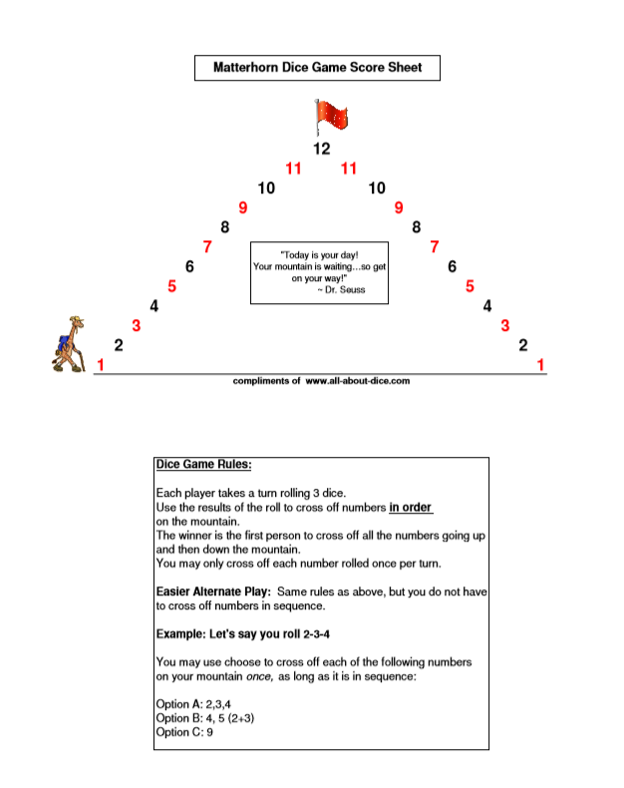 Matterhorn Dice Game Score Sheet
12
11 11
10 10
9 9
8 8
7 7
6 6
5 5
4 4
3 3
2 2
1 1
"Today is your day!
Your mountain is waiting...so get
on your way!"
~ Dr. Seuss
compliments of www.all-about-dice.com
Dice Game Rules:
Each player takes a turn rolling 3 dice.
Use the results of the roll to cross off numbers in order
on the mountain.
The winner is the first person to cross off all the numbers going up
and then down the mountain.
You may only cross off each number rolled once per turn.
Easier Alternate Play: Same rules as above, but you do not have
to cross off numbers in sequence.
Example: Let's say you roll 2-3-4
You may use choose to cross off each of the following numbers
on your mountain once, as long as it is in sequence:
Option A: 2,3,4
Option B: 4, 5 (2+3)
Option C: 9